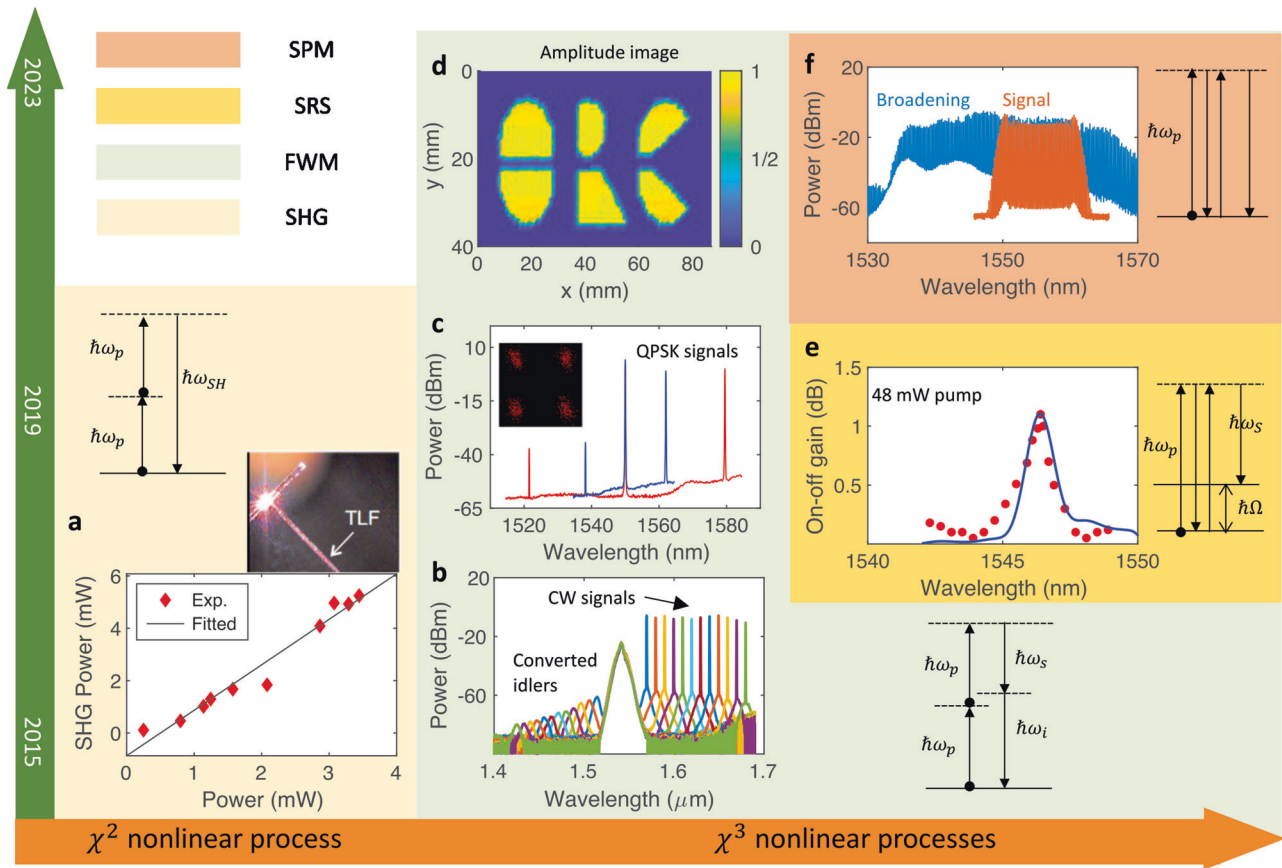 2023
2019
2015
SPM
SRS
FWM
SHG
ħω_p
ħω_p
ħω_SH
a
TLF
Exp.
Fitted
SHG Power (mW)
6
4
2
0
0 1 2 3 4
Power (mW)
d
Amplitude image
y (mm)
0
20
40
0 20 40 60 80
x (mm)
1
1/2
0
c
QPSK signals
Power (dBm)
10
-15
-40
-65
1520 1540 1560 1580
Wavelength (nm)
b
CW signals
Converted
idlers
Power (dBm)
20
-20
-60
1.4 1.5 1.6 1.7
Wavelength (μm)
f
Broadening
Signal
Power (dBm)
20
-20
-60
1530 1550 1570
Wavelength (nm)
ħω_p
e
48 mW pump
On-off gain (dB)
1.5
1
0.5
1540 1545 1550
Wavelength (nm)
ħω_p
ħω_S
ħΩ
ħω_p
ħω_s
ħω_p
ħω_i
χ² nonlinear process
χ³ nonlinear processes